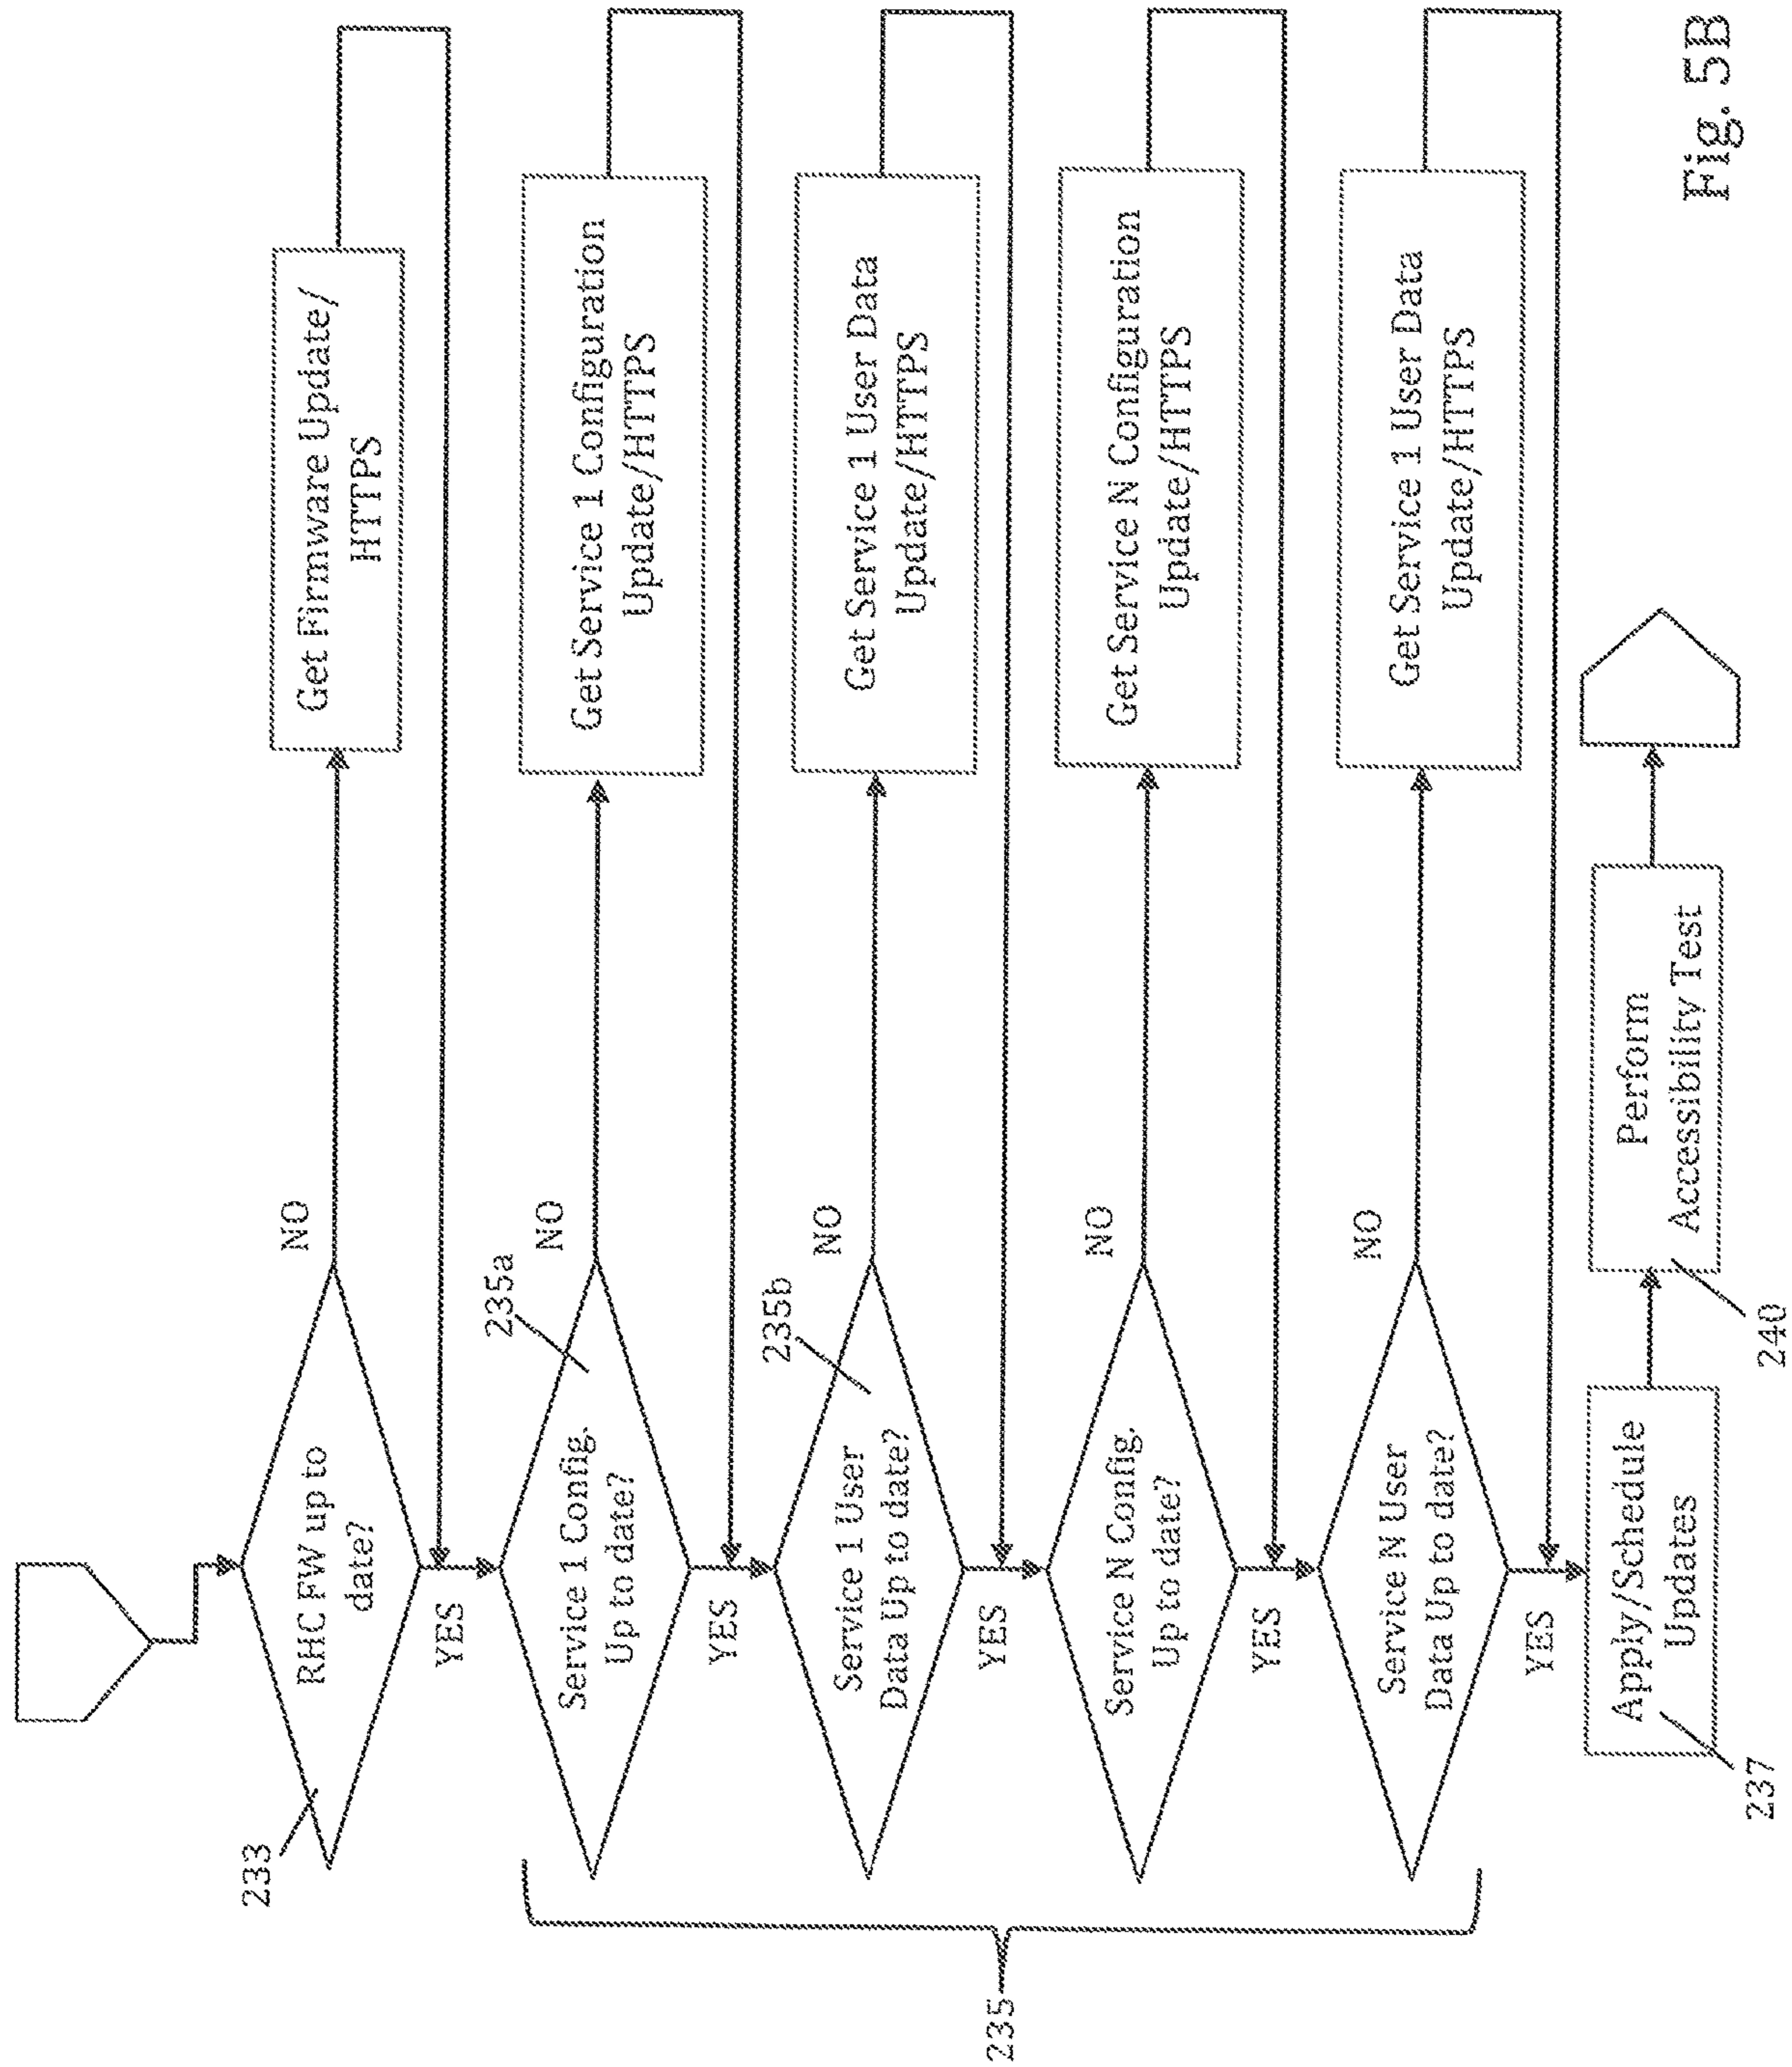 233
RHC FW up to
date?
NO
Get Firmware Update/
HTTPS
YES
235a
Service 1 Config.
Up to date?
NO
Get Service 1 Configuration
Update/HTTPS
YES
235b
Service 1 User
Data Up to date?
NO
Get Service 1 User Data
Update/HTTPS
YES
235
Service N Config.
Up to date?
NO
Get Service N Configuration
Update/HTTPS
YES
Service N User
Data Up to date?
NO
Get Service 1 User Data
Update/HTTPS
YES
Apply/Schedule
Updates
237
Perform
Accessibility Test
240
Fig. 5B